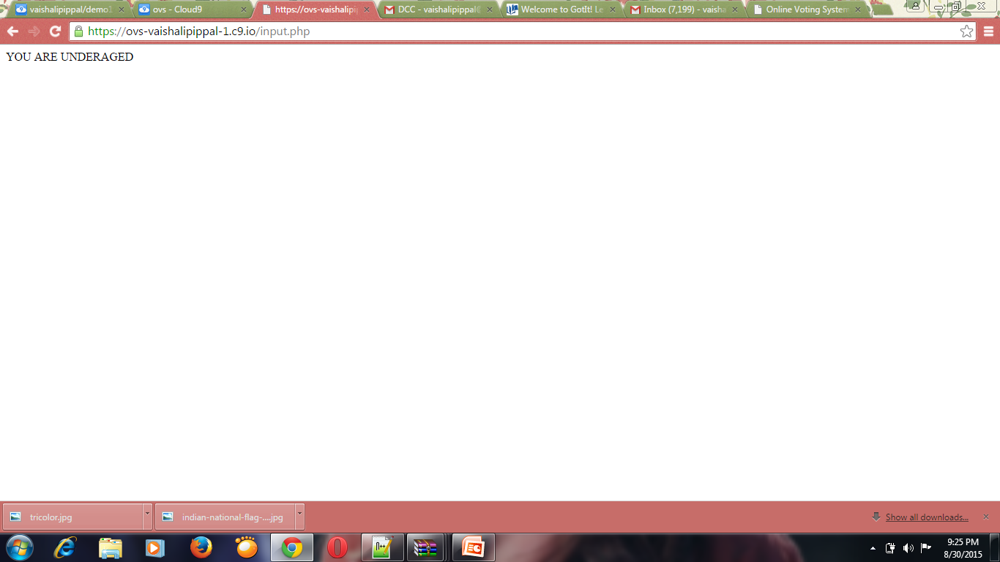 vaishalipippal/demo1
ovs - Cloud9
https://ovs-vaishalipip
DCC - vaishalipippal@
Welcome to GotIt! Le
Inbox (7,199) - vaisha
Online Voting System
https://ovs-vaishalipippal-1.c9.io/input.php
YOU ARE UNDERAGED
tricolor.jpg
indian-national-flag-....jpg
Show all downloads...
9:25 PM
8/30/2015